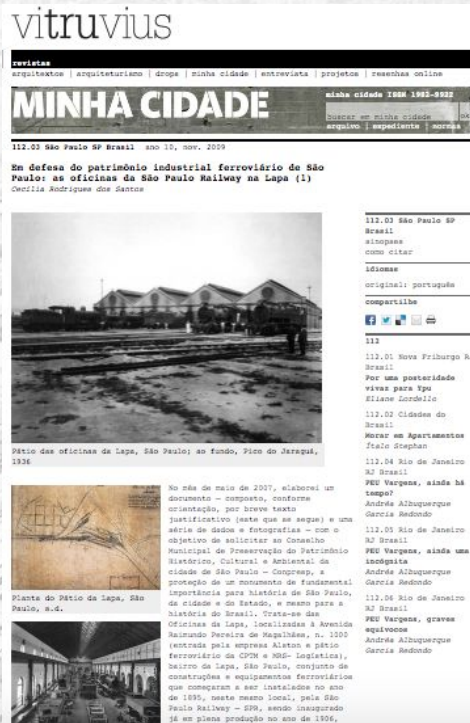 vitruvius
revistas
arquitextos | arquiteturismo | drops | minha cidade | entrevista | projetos | resenhas online
MINHA CIDADE
minha cidade ISSN 1982-9922
buscar em minha cidade ok
arquivo | expediente | normas
112.03 São Paulo SP Brasil ano 10, nov. 2009
Em defesa do patrimônio industrial ferroviário de São
Paulo: as oficinas da São Paulo Railway na Lapa (1)
Cecília Rodrigues dos Santos
Pátio das oficinas da Lapa, São Paulo; ao fundo, Pico do Jaraguá,
1936
Planta do Pátio da Lapa, São
Paulo, s.d.
No mês de maio de 2007, elaborei um
documento – composto, conforme
orientação, por breve texto
justificativo (este que se segue) e uma
série de dados e fotografias – com o
objetivo de solicitar ao Conselho
Municipal de Preservação do Patrimônio
Histórico, Cultural e Ambiental da
cidade de São Paulo – Conpresp, a
proteção de um monumento de fundamental
importância para história de São Paulo,
da cidade e do Estado, e mesmo para a
história do Brasil. Trata-se das
Oficinas da Lapa, localizadas à Avenida
Raimundo Pereira de Magalhães, n. 1000
(entrada pela empresa Alston e pátio
ferroviário da CPTM e MRS- Logística),
bairro da Lapa, São Paulo, conjunto de
construções e equipamentos ferroviários
que começaram a ser instalados no ano
de 1895, neste mesmo local, pela São
Paulo Railway – SPR, sendo inaugurado
já em plena produção no ano de 1906,
112.03 São Paulo SP
Brasil
sinopses
como citar
idiomas
original: português
compartilhe
112
112.01 Nova Friburgo R
Brasil
Por uma posteridade
vivaz para Ypu
Eliane Lordello
112.02 Cidades do
Brasil
Morar em Apartamentos
Ítalo Stephan
112.04 Rio de Janeiro
RJ Brasil
PEU Vargens, ainda há
tempo?
Andréa Albuquerque
Garcia Redondo
112.05 Rio de Janeiro
RJ Brasil
PEU Vargens, ainda uma
incógnita
Andréa Albuquerque
Garcia Redondo
112.06 Rio de Janeiro
RJ Brasil
PEU Vargens, graves
equívocos
Andréa Albuquerque
Garcia Redondo